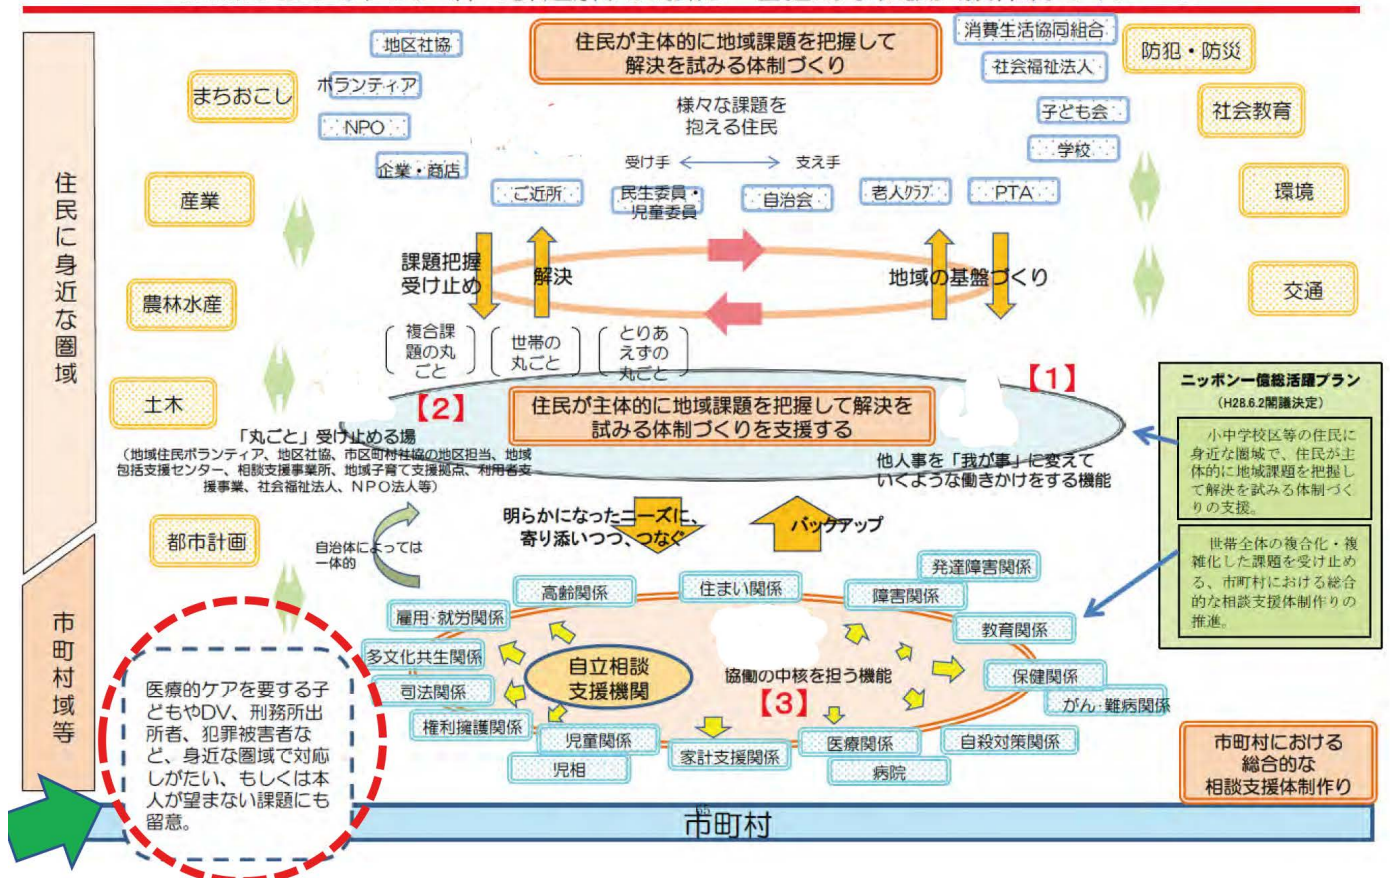 住民が主体的に地域課題を把握して
解決を試みる体制づくり
地区社協
ボランティア
NPO
企業・商店
まちおこし
産業
農林水産
土木
都市計画
消費生活協同組合
社会福祉法人
子ども会
学校
防犯・防災
社会教育
環境
交通
様々な課題を
抱える住民
受け手
支え手
ご近所
民生委員・
児童委員
自治会
老人クラブ
PTA
住民に身近な圏域
課題把握
受け止め
解決
地域の基盤づくり
複合課
題の丸
ごと
世帯の
丸ごと
とりあ
えずの
丸ごと
【1】
【2】
住民が主体的に地域課題を把握して解決を
試みる体制づくりを支援する
「丸ごと」受け止める場
（地域住民ボランティア、地区社協、市区町村社協の地区担当、地域
包括支援センター、相談支援事業所、地域子育て支援拠点、利用者支
援事業、社会福祉法人、NPO法人等）
他人事を「我が事」に変えて
いくような働きかけをする機能
ニッポン一億総活躍プラン
（H28.6.2閣議決定）
小中学校区等の住民に
身近な圏域で、住民が主
体的に地域課題を把握し
て解決を試みる体制づく
りの支援。
世帯全体の複合化・複
雑化した課題を受け止め
る、市町村における総合
的な相談支援体制作りの
推進。
明らかになったニーズに、
寄り添いつつ、つなぐ
バックアップ
自治体によっては
一体的
市町村域等
高齢関係
住まい関係
発達障害関係
障害関係
雇用・就労関係
教育関係
多文化共生関係
自立相談
支援機関
協働の中核を担う機能
【3】
保健関係
がん・難病関係
司法関係
権利擁護関係
児童関係
児相
家計支援関係
医療関係
病院
自殺対策関係
医療的ケアを要する子
どもやDV、刑務所出
所者、犯罪被害者な
ど、身近な圏域で対応
しがたい、もしくは本
人が望まない課題にも
留意。
市町村における
総合的な
相談支援体制作り
市町村